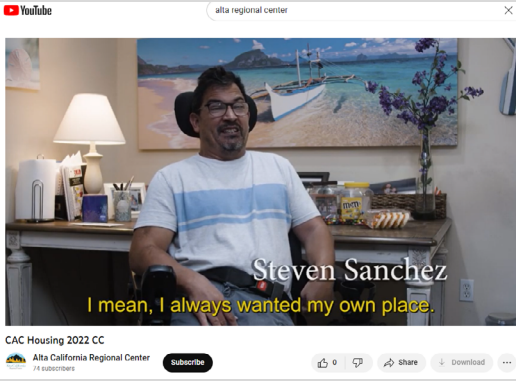 YouTube
alta regional center
m&m's
Steven Sanchez
I mean, I always wanted my own place.
CAC Housing 2022 CC
Alta California Regional Center
74 subscribers
Subscribe
0
Share
Download